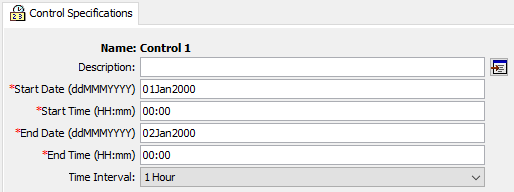 Control Specifications
Name: Control 1
Description:
*Start Date (ddMMMYYYY) 01Jan2000
*Start Time (HH:mm) 00:00
*End Date (ddMMMYYYY) 02Jan2000
*End Time (HH:mm) 00:00
Time Interval: 1 Hour